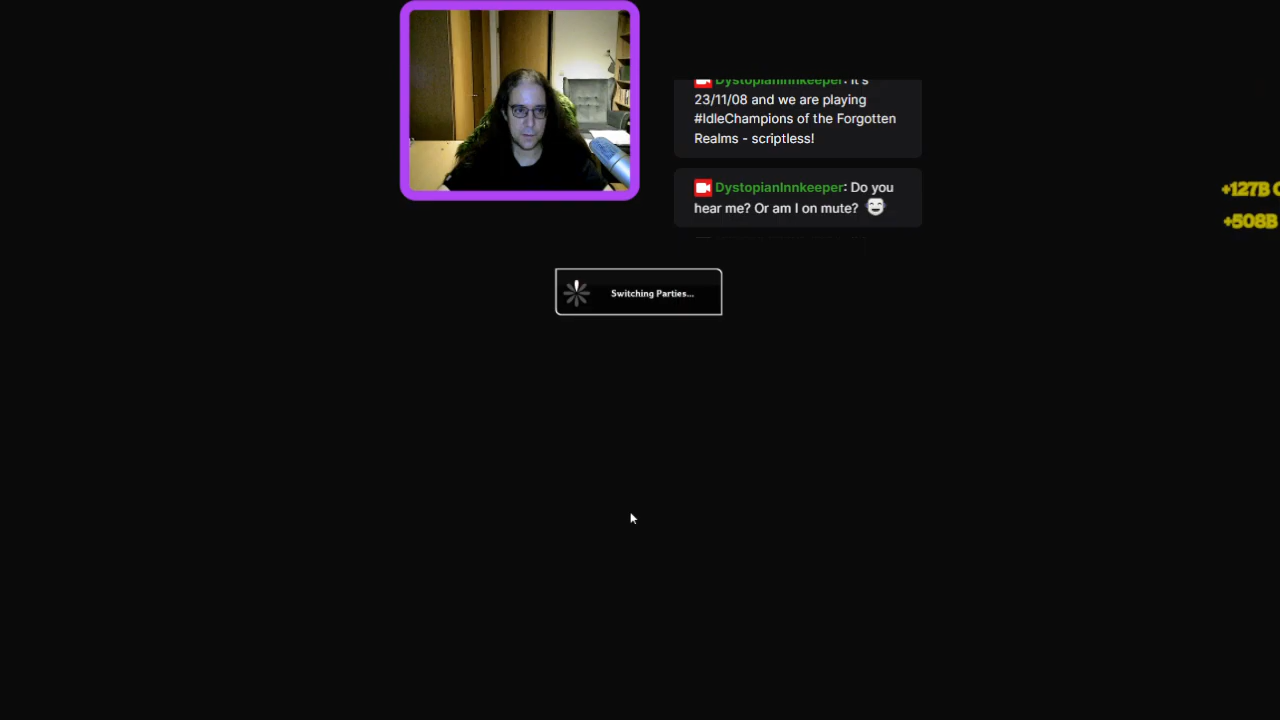 DystopianInnkeeper: It's
23/11/08 and we are playing
#IdleChampions of the Forgotten
Realms - scriptless!
DystopianInnkeeper: Do you
hear me? Or am I on mute?
+127B
+508B
Switching Parties...